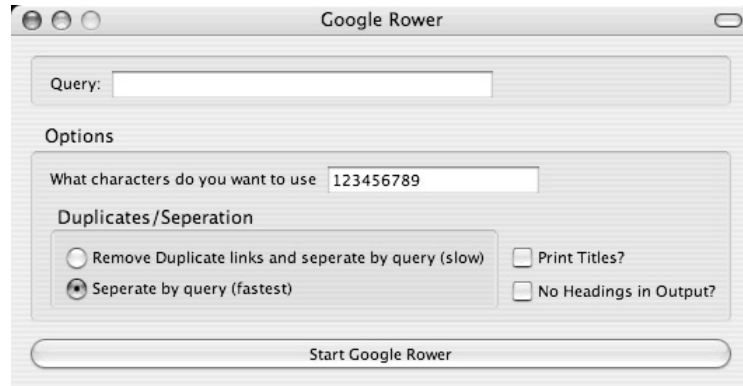 Google Rower
Query:
Options
What characters do you want to use 123456789
Duplicates/Seperation
Remove Duplicate links and seperate by query (slow) Print Titles?
Seperate by query (fastest) No Headings in Output?
Start Google Rower